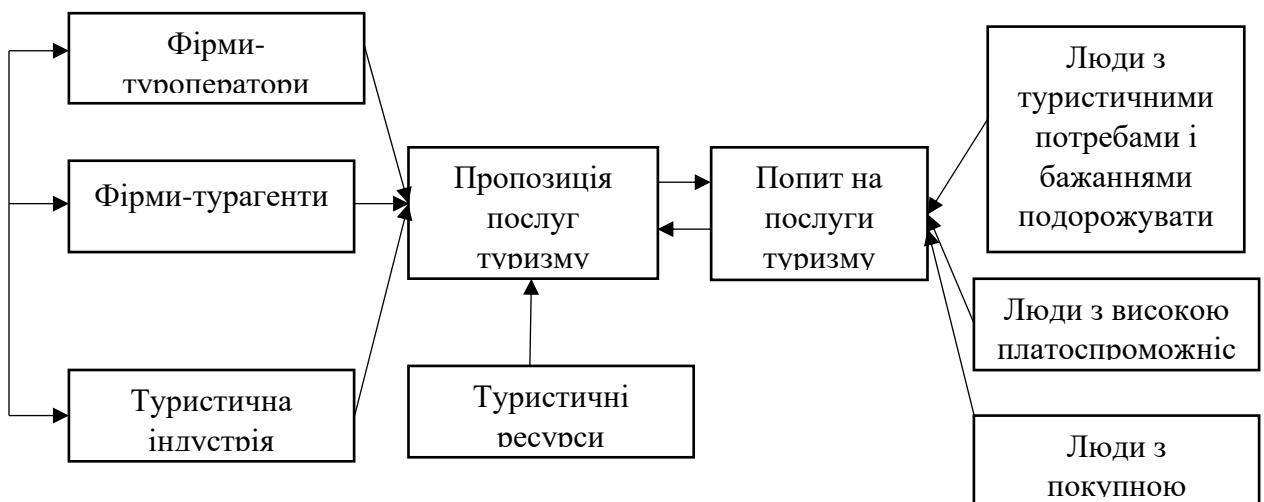 Фірми-
туроператори
Фірми-турагенти
Туристична
індустрія
Пропозиція
послуг
туризму
Туристичні
ресурси
Попит на
послуги
туризму
Люди з
туристичними
потребами і
бажаннями
подорожувати
Люди з високою
платоспроможніс
Люди з
покупною